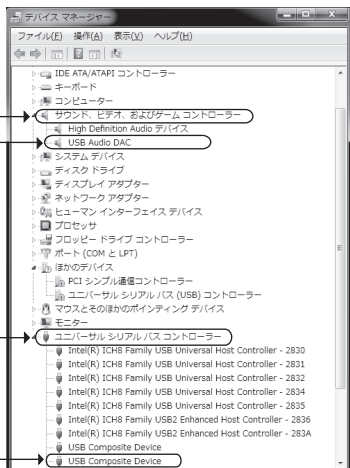 デバイス マネージャー
ファイル(F) 操作(A) 表示(V) ヘルプ(H)
IDE ATA/ATAPI コントローラー
キーボード
コンピューター
サウンド、ビデオ、およびゲーム コントローラー
High Definition Audio デバイス
USB Audio DAC
システム デバイス
ディスク ドライブ
ディスプレイ アダプター
ネットワーク アダプター
ヒューマン インターフェイス デバイス
プロセッサ
フロッピー ドライブ コントローラー
ポート (COM と LPT)
ほかのデバイス
PCI シンプル通信コントローラー
ユニバーサル シリアル バス (USB) コントローラー
マウスとそのほかのポインティング デバイス
モニター
ユニバーサル シリアル バス コントローラー
Intel(R) ICH8 Family USB Universal Host Controller - 2830
Intel(R) ICH8 Family USB Universal Host Controller - 2831
Intel(R) ICH8 Family USB Universal Host Controller - 2832
Intel(R) ICH8 Family USB Universal Host Controller - 2834
Intel(R) ICH8 Family USB Universal Host Controller - 2835
Intel(R) ICH8 Family USB2 Enhanced Host Controller - 2836
Intel(R) ICH8 Family USB2 Enhanced Host Controller - 283A
USB Composite Device
USB Composite Device